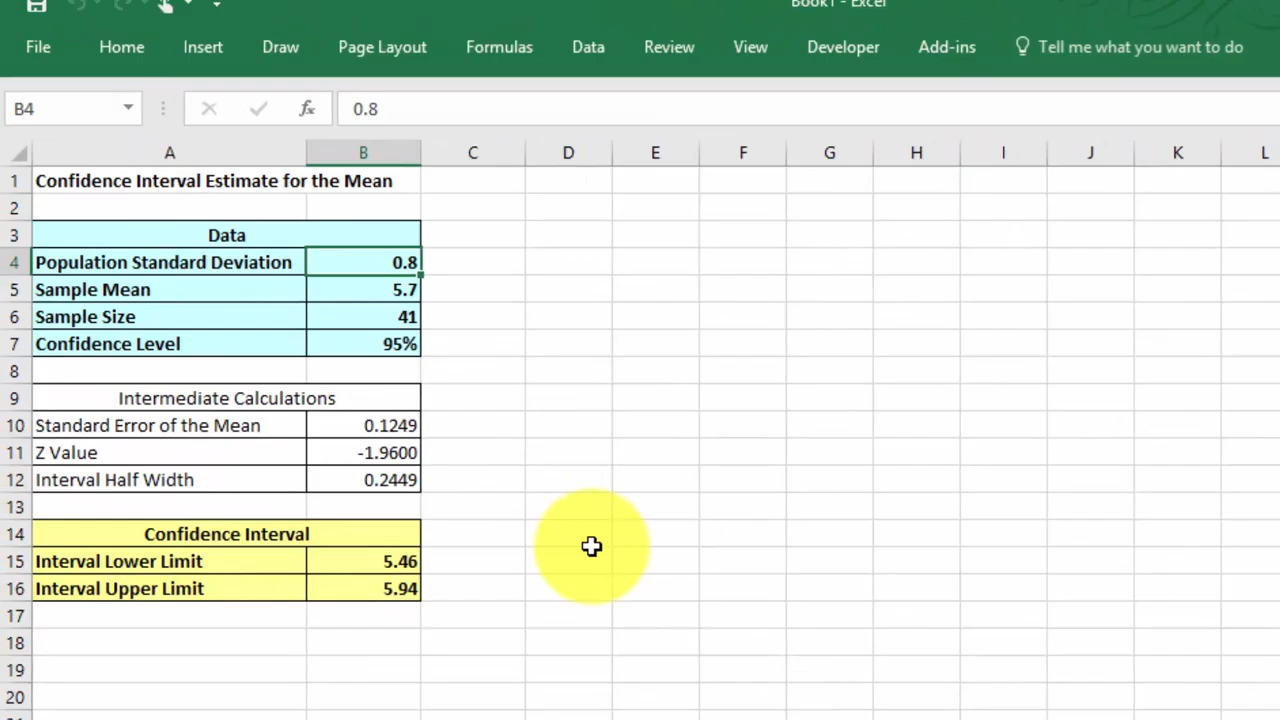 Book1 - Excel
File Home Insert Draw Page Layout Formulas Data Review View Developer Add-ins Tell me what you want to do
B4 fx 0.8
A B C D E F G H I J K L
1 Confidence Interval Estimate for the Mean
2
3 Data
4 Population Standard Deviation 0.8
5 Sample Mean 5.7
6 Sample Size 41
7 Confidence Level 95%
8
9 Intermediate Calculations
10 Standard Error of the Mean 0.1249
11 Z Value -1.9600
12 Interval Half Width 0.2449
13
14 Confidence Interval
15 Interval Lower Limit 5.46
16 Interval Upper Limit 5.94
17
18
19
20